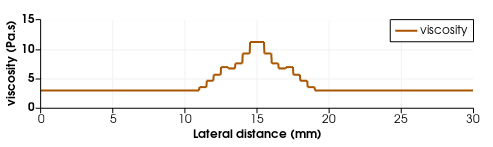 15
viscosity
10
5
0
viscosity (Pa.s)
0 5 10 15 20 25 30
Lateral distance (mm)